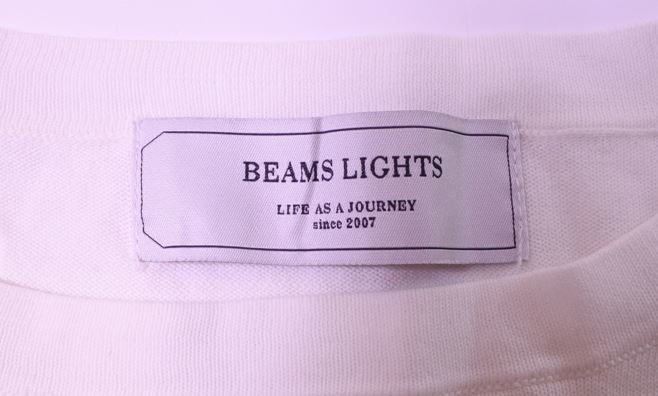 BEAMS LIGHTS
LIFE AS A JOURNEY
since 2007